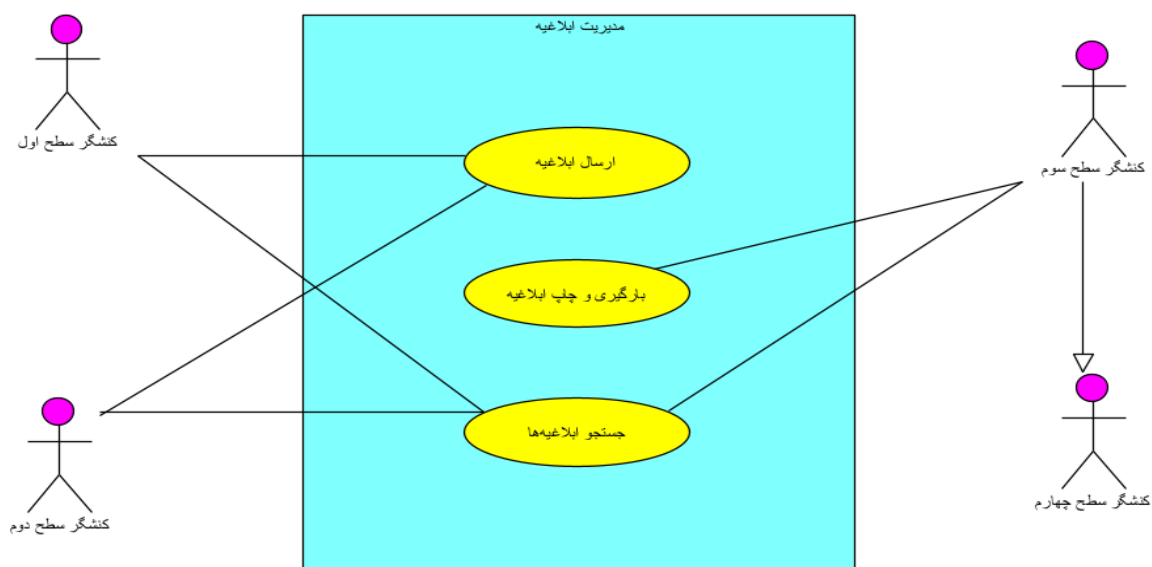 مدیریت ابلاغیه
کنشگر سطح اول
ارسال ابلاغیه
کنشگر سطح سوم
بارگیری و چاپ ابلاغیه
جستجو ابلاغیه‌ها
کنشگر سطح چهارم
کنشگر سطح دوم